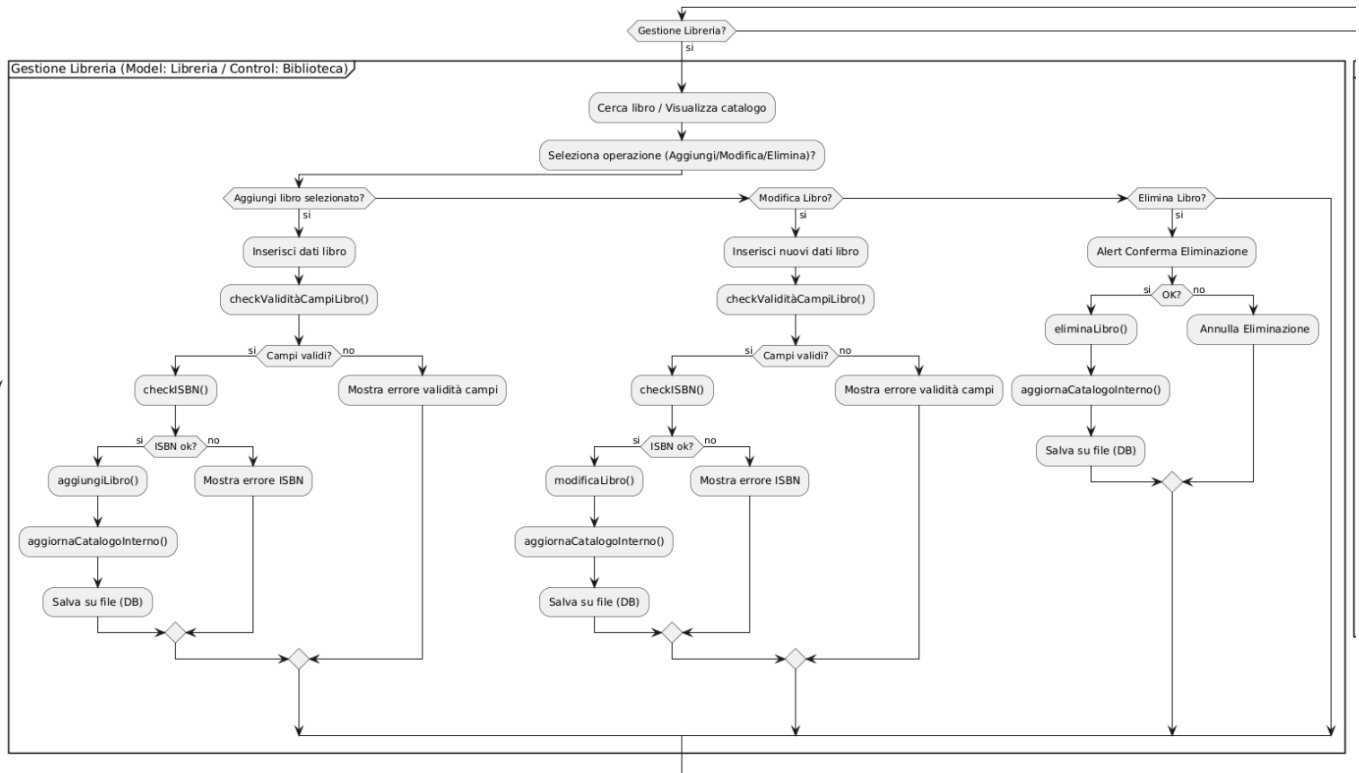 Gestione Libreria?
si
Gestione Libreria (Model: Libreria / Control: Biblioteca)
Cerca libro / Visualizza catalogo
Seleziona operazione (Aggiungi/Modifica/Elimina)?
Aggiungi libro selezionato?
si
Inserisci dati libro
checkValiditàCampiLibro()
si
Campi validi?
no
checkISBN()
Mostra errore validità campi
si
ISBN ok?
no
aggiungiLibro()
Mostra errore ISBN
aggiornaCatalogoInterno()
Salva su file (DB)
Modifica Libro?
si
Inserisci nuovi dati libro
checkValiditàCampiLibro()
si
Campi validi?
no
checkISBN()
Mostra errore validità campi
si
ISBN ok?
no
modificaLibro()
Mostra errore ISBN
aggiornaCatalogoInterno()
Salva su file (DB)
Elimina Libro?
si
Alert Conferma Eliminazione
si
OK?
no
eliminaLibro()
Annulla Eliminazione
aggiornaCatalogoInterno()
Salva su file (DB)